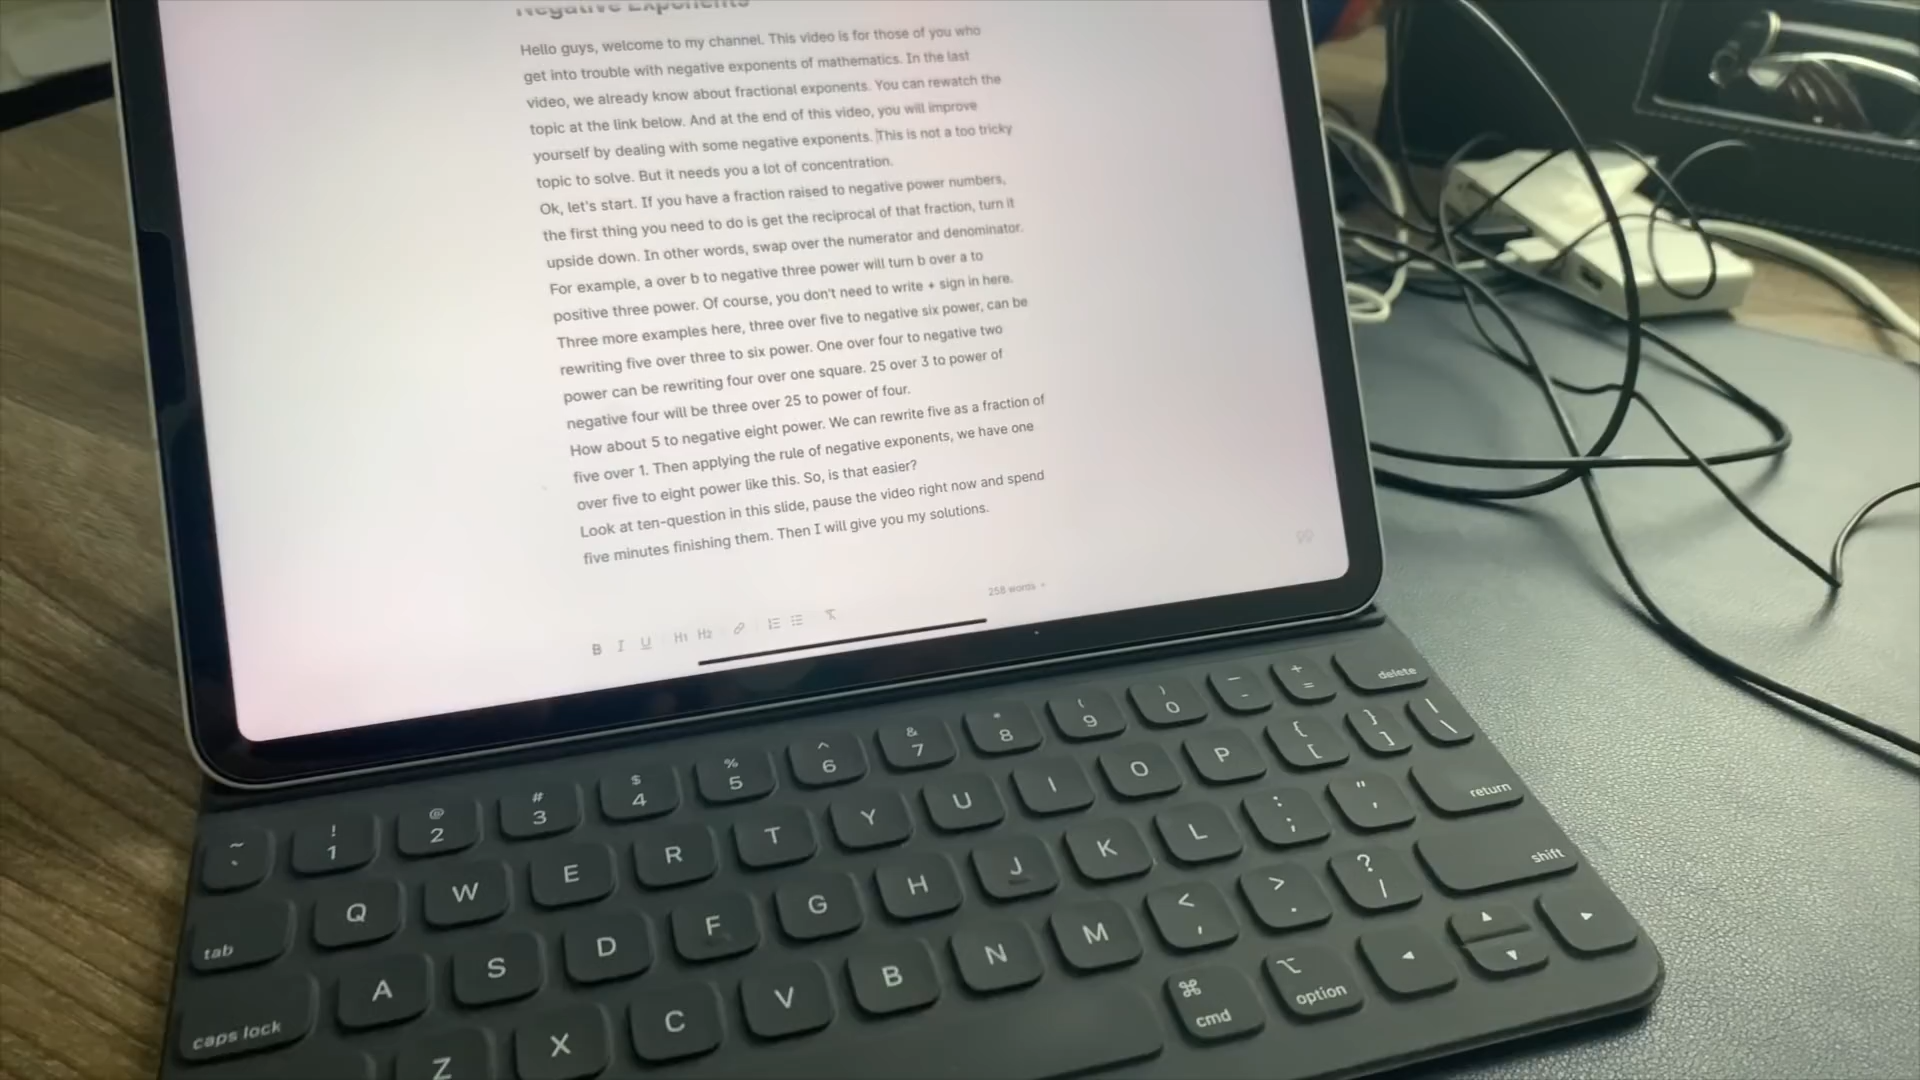 Negative Exponents
Hello guys, welcome to my channel. This video is for those of you who
get into trouble with negative exponents of mathematics. In the last
video, we already know about fractional exponents. You can rewatch the
topic at the link below. And at the end of this video, you will improve
yourself by dealing with some negative exponents. This is not a too tricky
topic to solve. But it needs you a lot of concentration.
Ok, let's start. If you have a fraction raised to negative power numbers,
the first thing you need to do is get the reciprocal of that fraction, turn it
upside down. In other words, swap over the numerator and denominator.
For example, a over b to negative three power will turn b over a to
positive three power. Of course, you don't need to write + sign in here.
Three more examples here, three over five to negative six power, can be
rewriting five over three to six power. One over four to negative two
power can be rewriting four over one square. 25 over 3 to power of
negative four will be three over 25 to power of four.
How about 5 to negative eight power. We can rewrite five as a fraction of
five over 1. Then applying the rule of negative exponents, we have one
over five to eight power like this. So, is that easier?
Look at ten-question in this slide, pause the video right now and spend
five minutes finishing them. Then I will give you my solutions.
258 words
B I U H1 H2
~ ` ! 1 @ 2 # 3 $ 4 % 5 ^ 6 & 7 * 8 ( 9 ) 0 _ - + = delete
tab Q W E R T Y U I O P { [ } ] | \
caps lock A S D F G H J K L : ; " ' return
Z X C V B N M < , > . ? / shift
⌘ cmd ⌥ option ◀ ▲ ▼ ▶